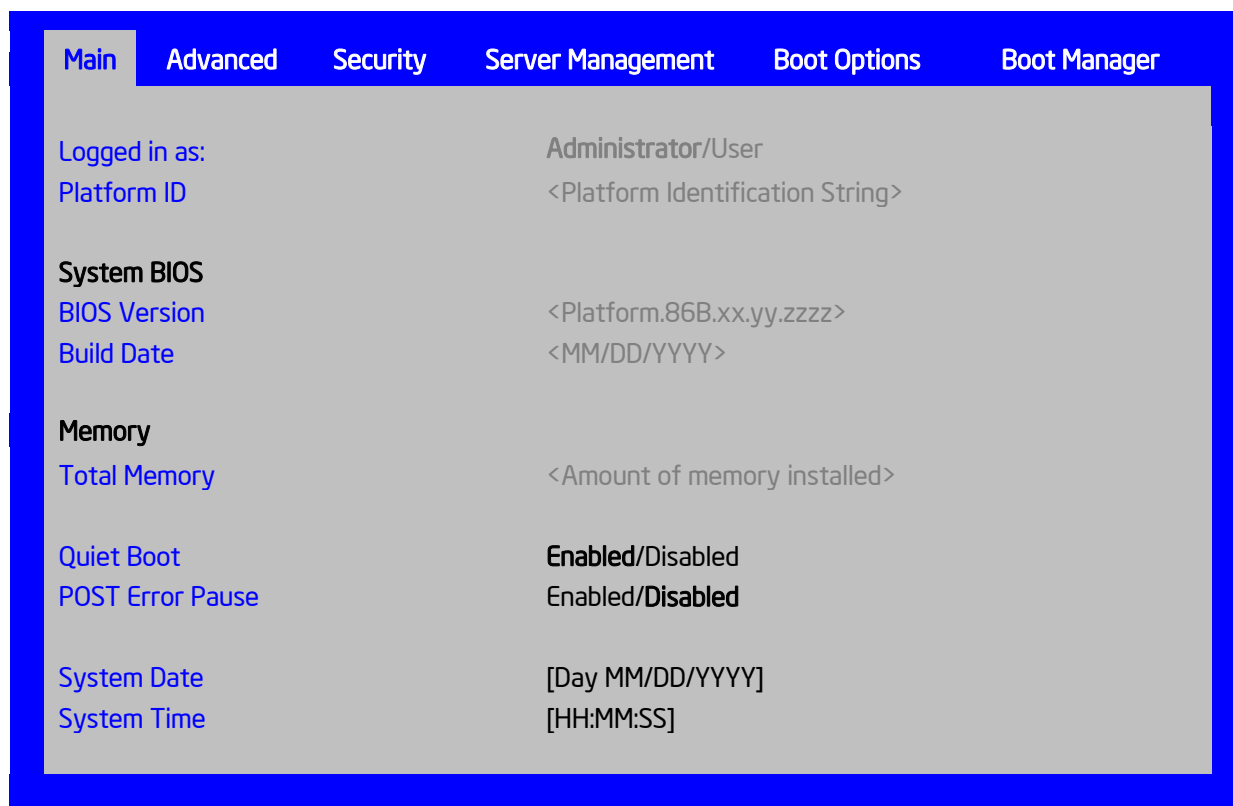 Main Advanced Security Server Management Boot Options Boot Manager
Logged in as: Administrator/User
Platform ID <Platform Identification String>
System BIOS
BIOS Version <Platform.86B.xx.yy.zzzz>
Build Date <MM/DD/YYYY>
Memory
Total Memory <Amount of memory installed>
Quiet Boot Enabled/Disabled
POST Error Pause Enabled/Disabled
System Date [Day MM/DD/YYYY]
System Time [HH:MM:SS]